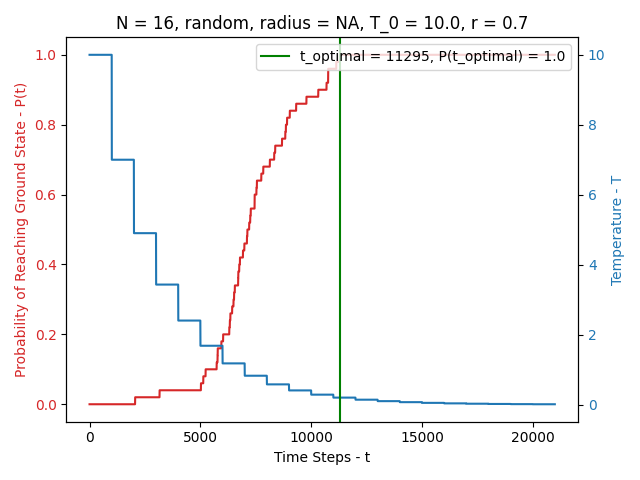 N = 16, random, radius = NA, T_0 = 10.0, r = 0.7
t_optimal = 11295, P(t_optimal) = 1.0
Probability of Reaching Ground State - P(t)
1.0
0.8
0.6
0.4
0.2
0.0
10
8
6
4
2
0
Temperature - T
0 5000 10000 15000 20000
Time Steps - t